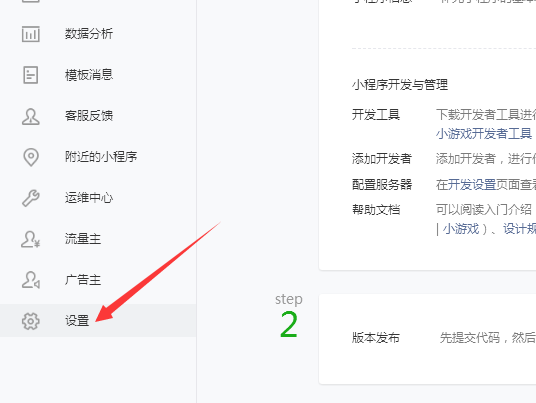 数据分析
模板消息
客服反馈
附近的小程序
运维中心
流量主
广告主
设置
小程序开发与管理
开发工具 下载开发者工具进行
小游戏开发者工具
添加开发者 添加开发者，进行
配置服务器 在开发设置页面查看
帮助文档 可以阅读入门介绍
| 小游戏）、设计规
step
2
版本发布 先提交代码，然后